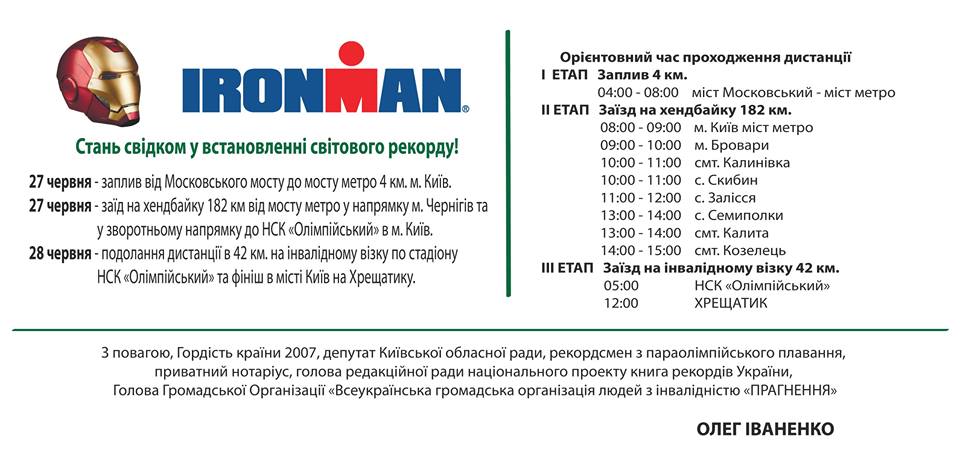 IRONMAN®
Стань свідком у встановленні світового рекорду!
27 червня - заплив від Московського мосту до мосту метро 4 км. м. Київ.
27 червня - заїд на хендбайку 182 км від мосту метро у напрямку м. Чернігів та
у зворотньому напрямку до НСК «Олімпійський» в м. Київ.
28 червня - подолання дистанції в 42 км. на інвалідному візку по стадіону
НСК «Олімпійський» та фініш в місті Київ на Хрещатику.
Орієнтовний час проходження дистанції
I ЕТАП Заплив 4 км.
04:00 - 08:00 міст Московський - міст метро
II ЕТАП Заїзд на хендбайку 182 км.
08:00 - 09:00 м. Київ міст метро
09:00 - 10:00 м. Бровари
10:00 - 11:00 смт. Калинівка
10:00 - 11:00 с. Скибин
11:00 - 12:00 с. Залісся
13:00 - 14:00 с. Семиполки
13:00 - 14:00 смт. Калита
14:00 - 15:00 смт. Козелець
III ЕТАП Заїзд на інвалідному візку 42 км.
05:00 НСК «Олімпійський»
12:00 ХРЕЩАТИК
З повагою, Гордість країни 2007, депутат Київської обласної ради, рекордсмен з параолімпійського плавання,
приватний нотаріус, голова редакційної ради національного проекту книга рекордів України,
Голова Громадської Організації «Всеукраїнська громадська організація людей з інвалідністю «ПРАГНЕННЯ»
ОЛЕГ ІВАНЕНКО